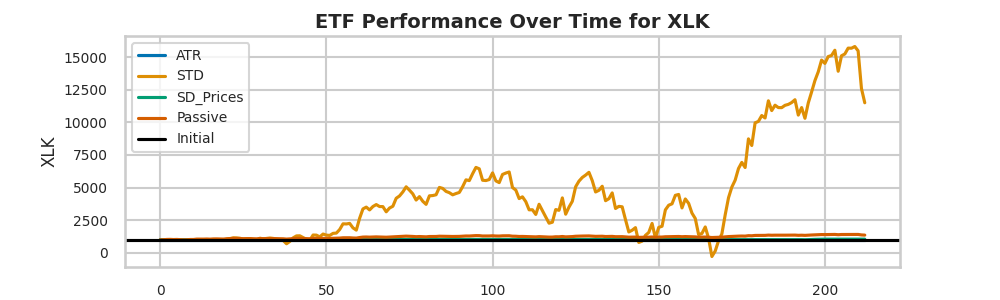 ETF Performance Over Time for XLK
XLK
15000
12500
10000
7500
5000
2500
0
ATR
STD
SD_Prices
Passive
Initial
0
50
100
150
200